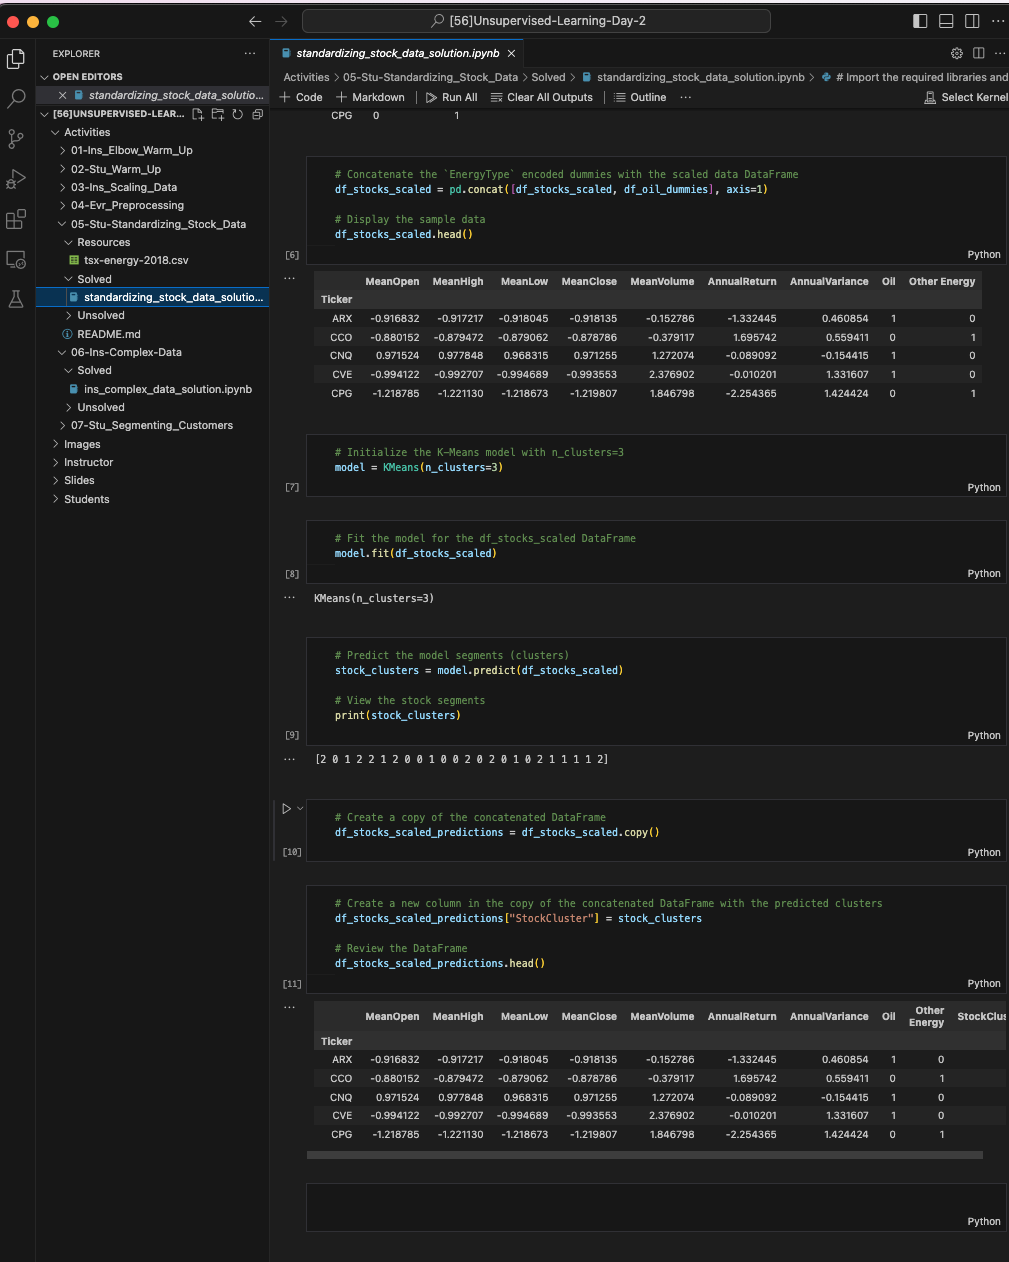 [56]Unsupervised-Learning-Day-2
EXPLORER
OPEN EDITORS
standardizing_stock_data_solutio...
[56]UNSUPERVISED-LEAR...
Activities
01-Ins_Elbow_Warm_Up
02-Stu_Warm_Up
03-Ins_Scaling_Data
04-Evr_Preprocessing
05-Stu-Standardizing_Stock_Data
Resources
tsx-energy-2018.csv
Solved
standardizing_stock_data_solutio...
Unsolved
README.md
06-Ins-Complex-Data
Solved
ins_complex_data_solution.ipynb
Unsolved
07-Stu_Segmenting_Customers
Images
Instructor
Slides
Students
standardizing_stock_data_solution.ipynb
Activities > 05-Stu-Standardizing_Stock_Data > Solved > standardizing_stock_data_solution.ipynb > # Import the required libraries and
+ Code + Markdown Run All Clear All Outputs Outline ... Select Kernel
CPG 0 1
# Concatenate the `EnergyType` encoded dummies with the scaled data DataFrame
df_stocks_scaled = pd.concat([df_stocks_scaled, df_oil_dummies], axis=1)
# Display the sample data
df_stocks_scaled.head()
[6]
Python
MeanOpen MeanHigh MeanLow MeanClose MeanVolume AnnualReturn AnnualVariance Oil Other Energy
Ticker
ARX -0.916832 -0.917217 -0.918045 -0.918135 -0.152786 -1.332445 0.460854 1 0
CCO -0.880152 -0.879472 -0.879062 -0.878786 -0.379117 1.695742 0.559411 0 1
CNQ 0.971524 0.977848 0.968315 0.971255 1.272074 -0.089092 -0.154415 1 0
CVE -0.994122 -0.992707 -0.994689 -0.993553 2.376902 -0.010201 1.331607 1 0
CPG -1.218785 -1.221130 -1.218673 -1.219807 1.846798 -2.254365 1.424424 0 1
# Initialize the K-Means model with n_clusters=3
model = KMeans(n_clusters=3)
[7]
Python
# Fit the model for the df_stocks_scaled DataFrame
model.fit(df_stocks_scaled)
[8]
Python
KMeans(n_clusters=3)
# Predict the model segments (clusters)
stock_clusters = model.predict(df_stocks_scaled)
# View the stock segments
print(stock_clusters)
[9]
Python
[2 0 1 2 2 1 2 0 0 1 0 0 2 0 2 0 1 0 2 1 1 1 1 2]
# Create a copy of the concatenated DataFrame
df_stocks_scaled_predictions = df_stocks_scaled.copy()
[10]
Python
# Create a new column in the copy of the concatenated DataFrame with the predicted clusters
df_stocks_scaled_predictions["StockCluster"] = stock_clusters
# Review the DataFrame
df_stocks_scaled_predictions.head()
[11]
Python
MeanOpen MeanHigh MeanLow MeanClose MeanVolume AnnualReturn AnnualVariance Oil Other Energy StockClus
Ticker
ARX -0.916832 -0.917217 -0.918045 -0.918135 -0.152786 -1.332445 0.460854 1 0
CCO -0.880152 -0.879472 -0.879062 -0.878786 -0.379117 1.695742 0.559411 0 1
CNQ 0.971524 0.977848 0.968315 0.971255 1.272074 -0.089092 -0.154415 1 0
CVE -0.994122 -0.992707 -0.994689 -0.993553 2.376902 -0.010201 1.331607 1 0
CPG -1.218785 -1.221130 -1.218673 -1.219807 1.846798 -2.254365 1.424424 0 1
Python